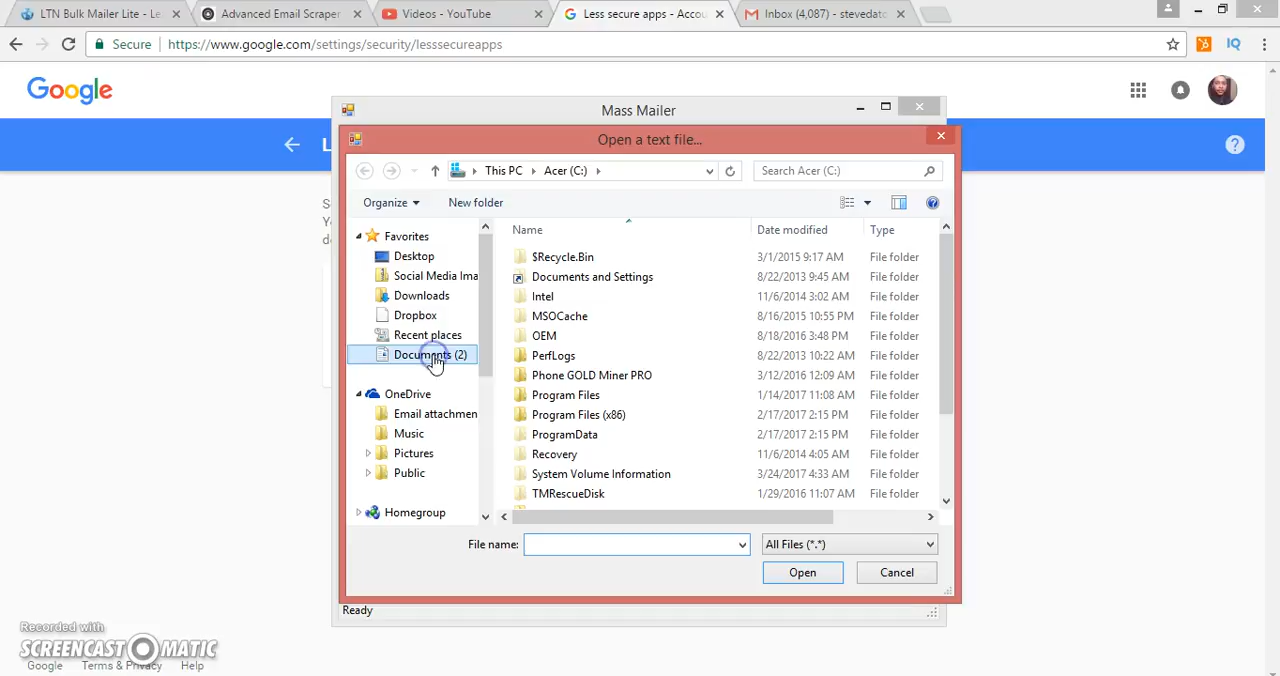 LTN Bulk Mailer Lite - Le
Advanced Email Scraper
Videos - YouTube
Less secure apps - Accou
Inbox (4,087) - stevedato
Secure
https://www.google.com/settings/security/lesssecureapps
IQ
Google
L
S
Yo
d
Mass Mailer
Open a text file...
This PC
Acer (C:)
Search Acer (C:)
Organize
New folder
Favorites
Desktop
Social Media Ima
Downloads
Dropbox
Recent places
Documents (2)
OneDrive
Email attachmen
Music
Pictures
Public
Homegroup
Name Date modified Type
$Recycle.Bin 3/1/2015 9:17 AM File folder
Documents and Settings 8/22/2013 9:45 AM File folder
Intel 11/6/2014 3:02 AM File folder
MSOCache 8/16/2015 10:55 PM File folder
OEM 8/18/2016 3:48 PM File folder
PerfLogs 8/22/2013 10:22 AM File folder
Phone GOLD Miner PRO 3/12/2016 12:09 AM File folder
Program Files 1/14/2017 11:08 AM File folder
Program Files (x86) 2/17/2017 2:15 PM File folder
ProgramData 2/17/2017 2:15 PM File folder
Recovery 11/6/2014 4:05 AM File folder
System Volume Information 3/24/2017 4:33 AM File folder
TMRescueDisk 1/29/2016 11:07 AM File folder
File name:
All Files (*.*)
Open
Cancel
Ready
Recorded with
SCREENCAST MATIC
Google Terms & Privacy Help